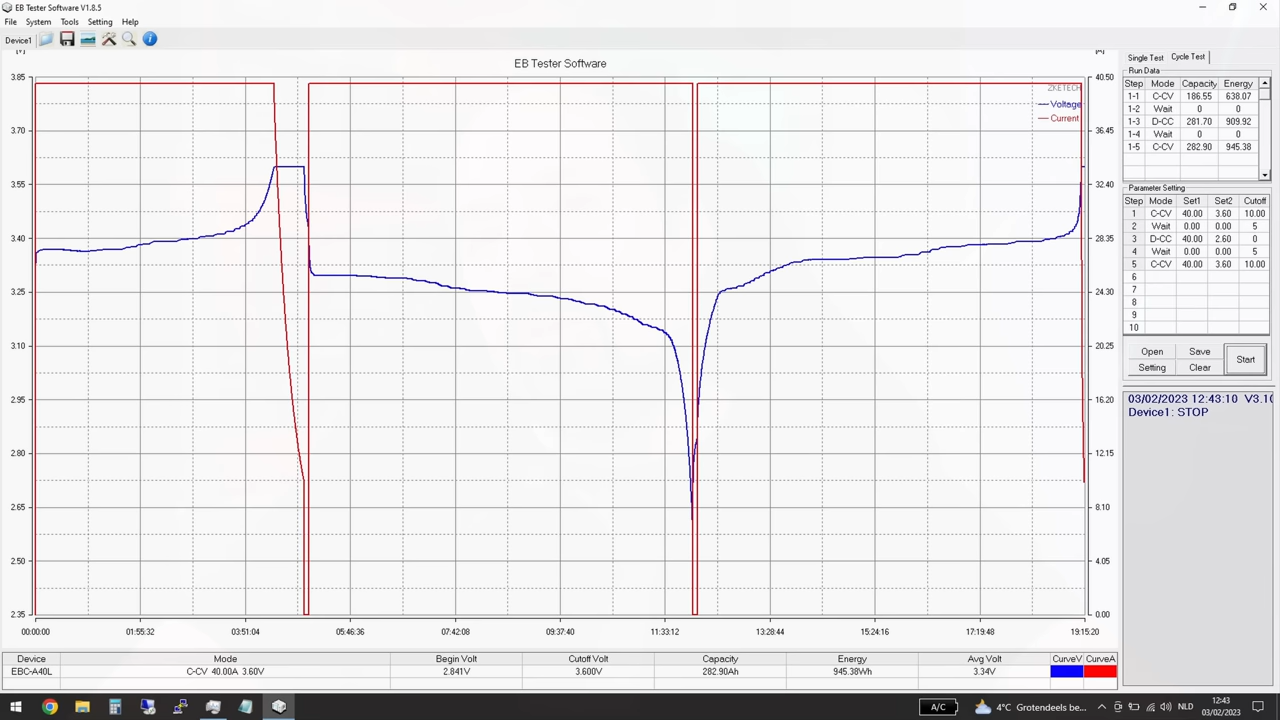 EB Tester Software V1.8.5
File System Tools Setting Help
Device1
EB Tester Software
3.85
3.70
3.55
3.40
3.25
3.10
2.95
2.80
2.65
2.50
2.35
40.50
36.45
32.40
28.35
24.30
20.25
16.20
12.15
8.10
4.05
0.00
ZKETECH
Voltage
Current
00:00:00 01:55:32 03:51:04 05:46:36 07:42:08 09:37:40 11:33:12 13:28:44 15:24:16 17:19:48 19:15:20
Single Test Cycle Test
Run Data
Step Mode Capacity Energy
1-1 C-CV 186.55 638.07
1-2 Wait 0 0
1-3 D-CC 281.70 909.92
1-4 Wait 0 0
1-5 C-CV 282.90 945.38
Parameter Setting
Step Mode Set1 Set2 Cutoff
1 C-CV 40.00 3.60 10.00
2 Wait 0.00 0.00 5
3 D-CC 40.00 2.60 0
4 Wait 0.00 0.00 5
5 C-CV 40.00 3.60 10.00
6
7
8
9
10
Open Save Start
Setting Clear
03/02/2023 12:43:10 V3.10
Device1: STOP
Device Mode Begin Volt Cutoff Volt Capacity Energy Avg Volt CurveV CurveA
EBC-A40L C-CV 40.00A 3.60V 2.841V 3.600V 282.90Ah 945.38Wh 3.34V
A/C 4°C Grotendeels be... NLD 12:43
03/02/2023